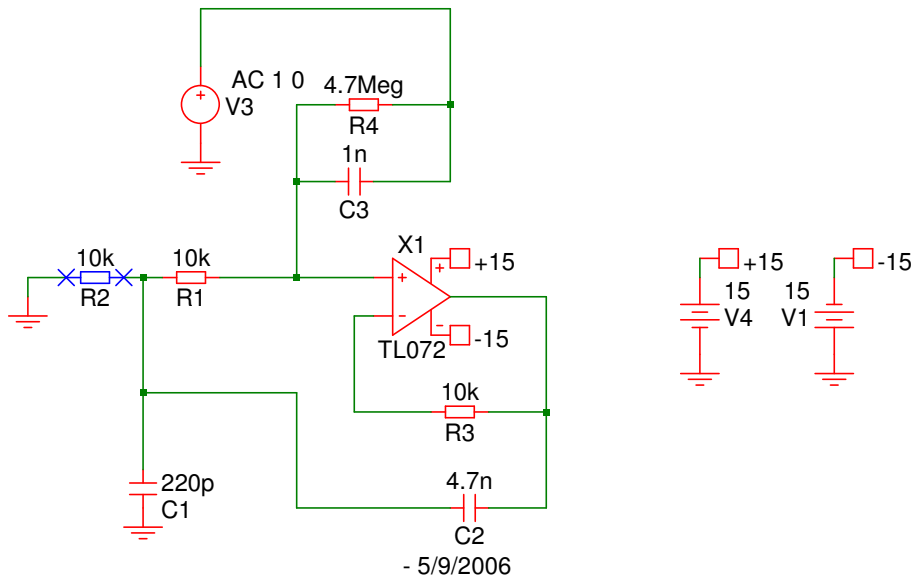 AC 1 0
V3
4.7Meg
R4
1n
C3
10k
R2
10k
R1
X1
+
-
+
-
+15
-15
TL072
10k
R3
220p
C1
4.7n
C2
- 5/9/2006
+15
15
V4
-15
15
V1
+